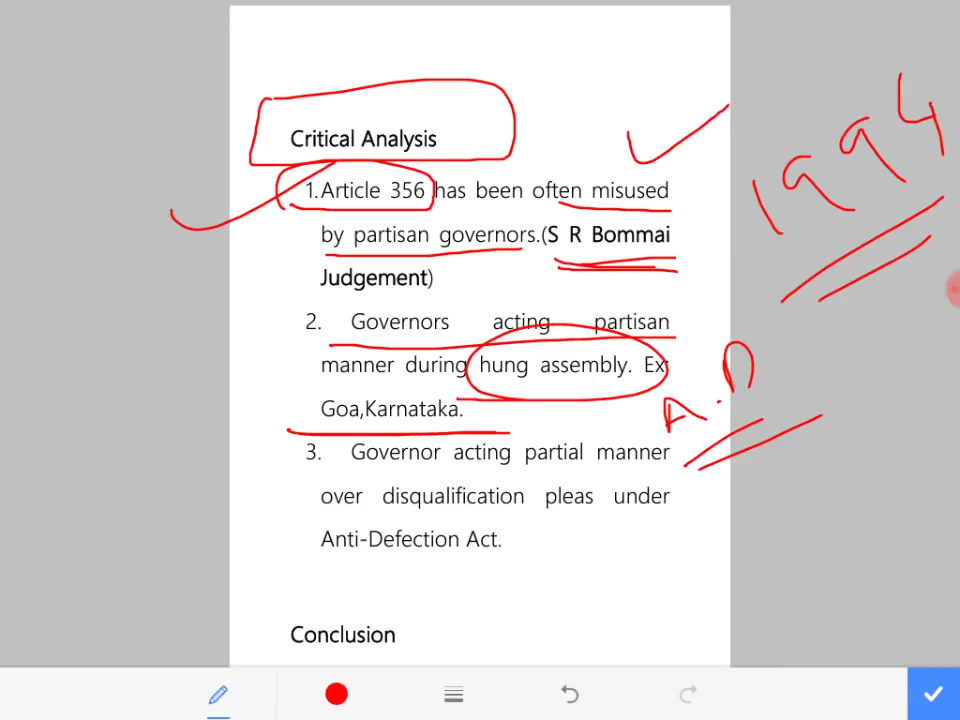 Critical Analysis
1.Article 356 has been often misused
by partisan governors.(S R Bommai
Judgement)
2. Governors acting partisan
manner during hung assembly. Ex:
Goa,Karnataka.
3. Governor acting partial manner
over disqualification pleas under
Anti-Defection Act.
Conclusion
1994
A.D